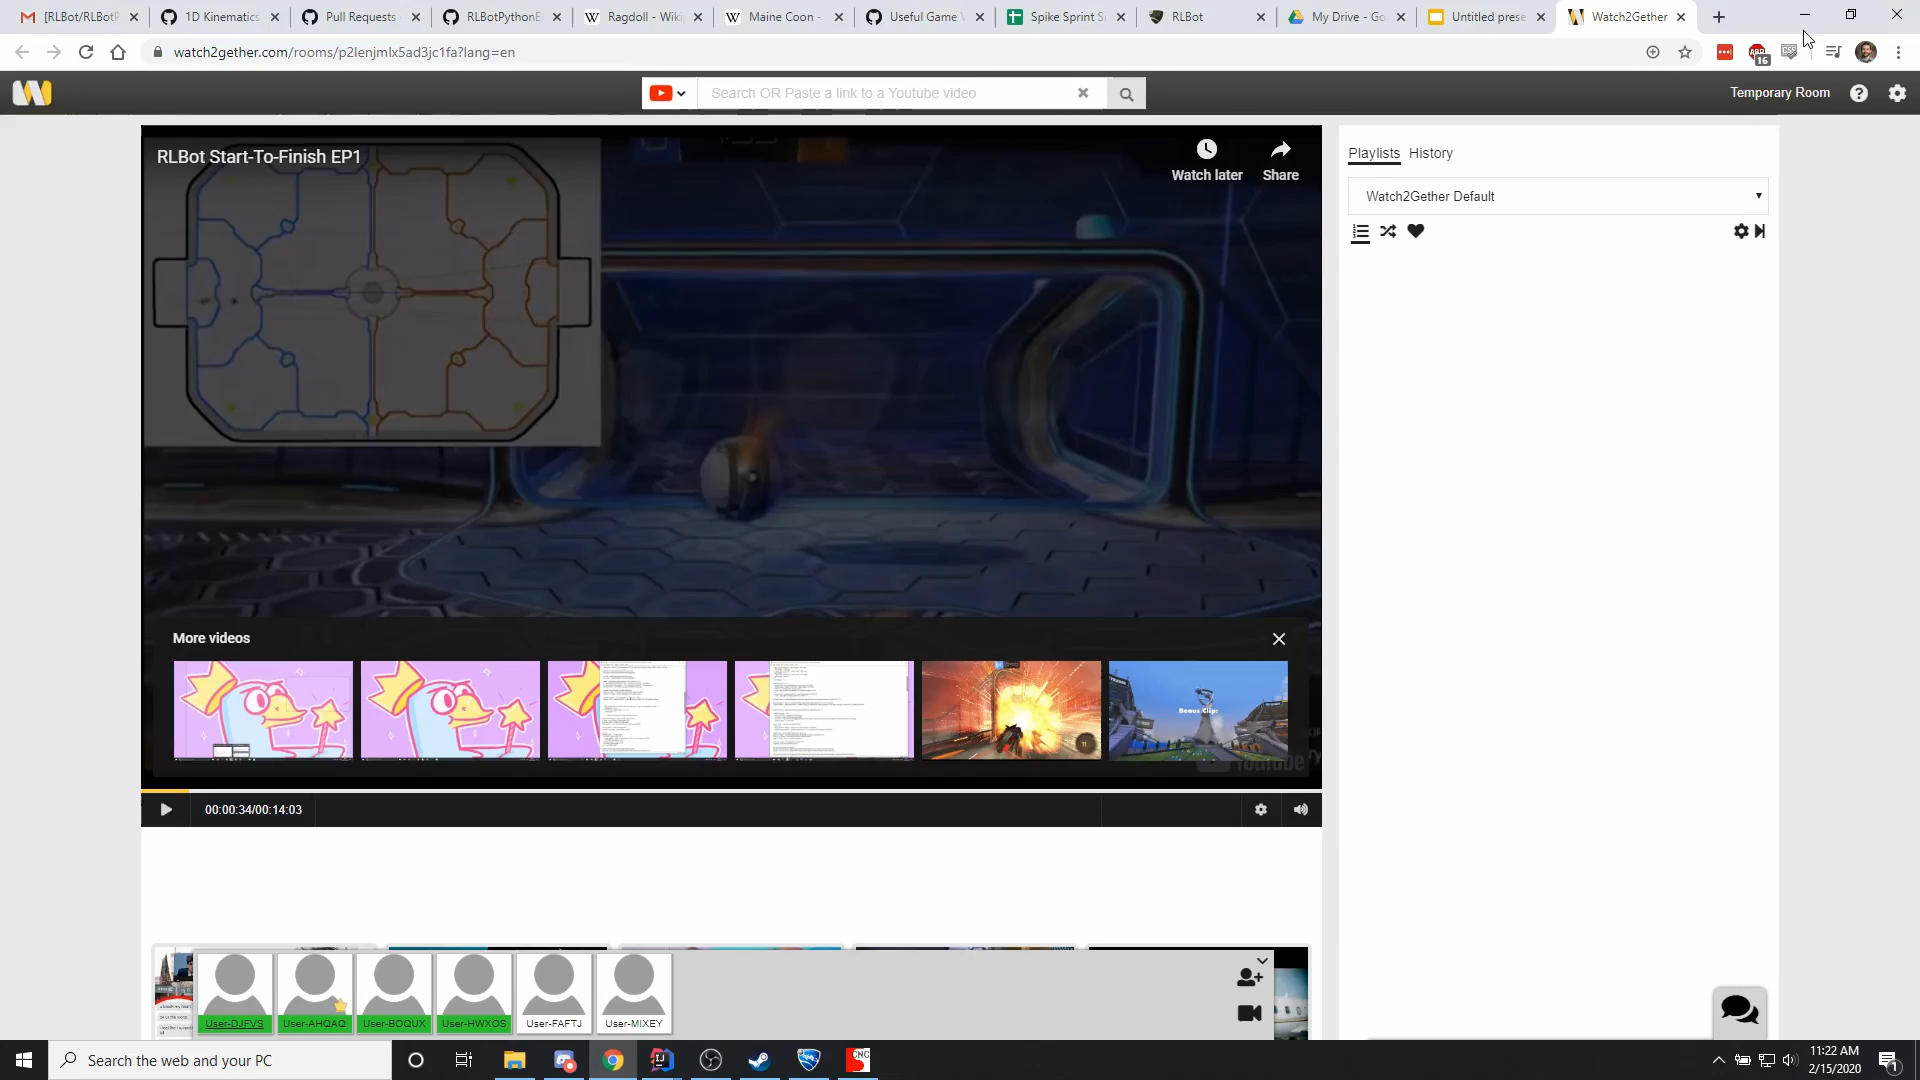 [RLBot/RLBotP
1D Kinematics
Pull Requests
RLBotPythonE
Ragdoll - Wiki
Maine Coon -
Useful Game V
Spike Sprint S
RLBot
My Drive - Go
Untitled prese
Watch2Gether
watch2gether.com/rooms/p2lenjmlx5ad3jc1fa?lang=en
16
Search OR Paste a link to a Youtube video
Temporary Room
RLBot Start-To-Finish EP1
Watch later
Share
Playlists History
Watch2Gether Default
More videos
Bonus Clip:
YouTube
00:00:34/00:14:03
User-DJFVS
User-AHQAQ
User-BOQUX
User-HWXOS
User-FAFTJ
User-MIXEY
Search the web and your PC
11:22 AM
2/15/2020